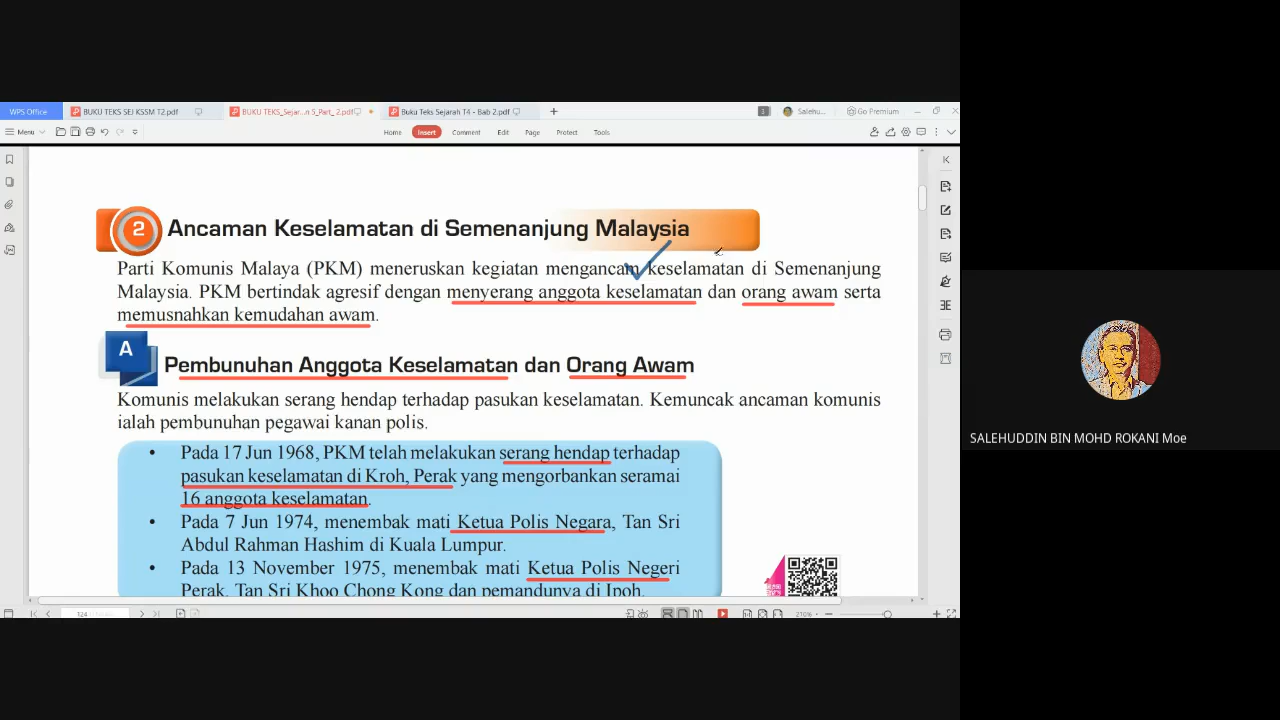 WPS Office
BUKU TEKS SEJ KSSM T2.pdf
BUKU TEKS_Sejar...n 5_Part_ 2.pdf
Buku Teks Sejarah T4 - Bab 2.pdf
+
3
Salehu...
Go Premium
Menu
Home
Insert
Comment
Edit
Page
Protect
Tools
2
Ancaman Keselamatan di Semenanjung Malaysia
Parti Komunis Malaya (PKM) meneruskan kegiatan mengancam keselamatan di Semenanjung
Malaysia. PKM bertindak agresif dengan menyerang anggota keselamatan dan orang awam serta
memusnahkan kemudahan awam.
A
Pembunuhan Anggota Keselamatan dan Orang Awam
Komunis melakukan serang hendap terhadap pasukan keselamatan. Kemuncak ancaman komunis
ialah pembunuhan pegawai kanan polis.
• Pada 17 Jun 1968, PKM telah melakukan serang hendap terhadap
pasukan keselamatan di Kroh, Perak yang mengorbankan seramai
16 anggota keselamatan.
• Pada 7 Jun 1974, menembak mati Ketua Polis Negara, Tan Sri
Abdul Rahman Hashim di Kuala Lumpur.
• Pada 13 November 1975, menembak mati Ketua Polis Negeri
Perak, Tan Sri Khoo Chong Kong dan pemandunya di Ipoh.
210%
SALEHUDDIN BIN MOHD ROKANI Moe